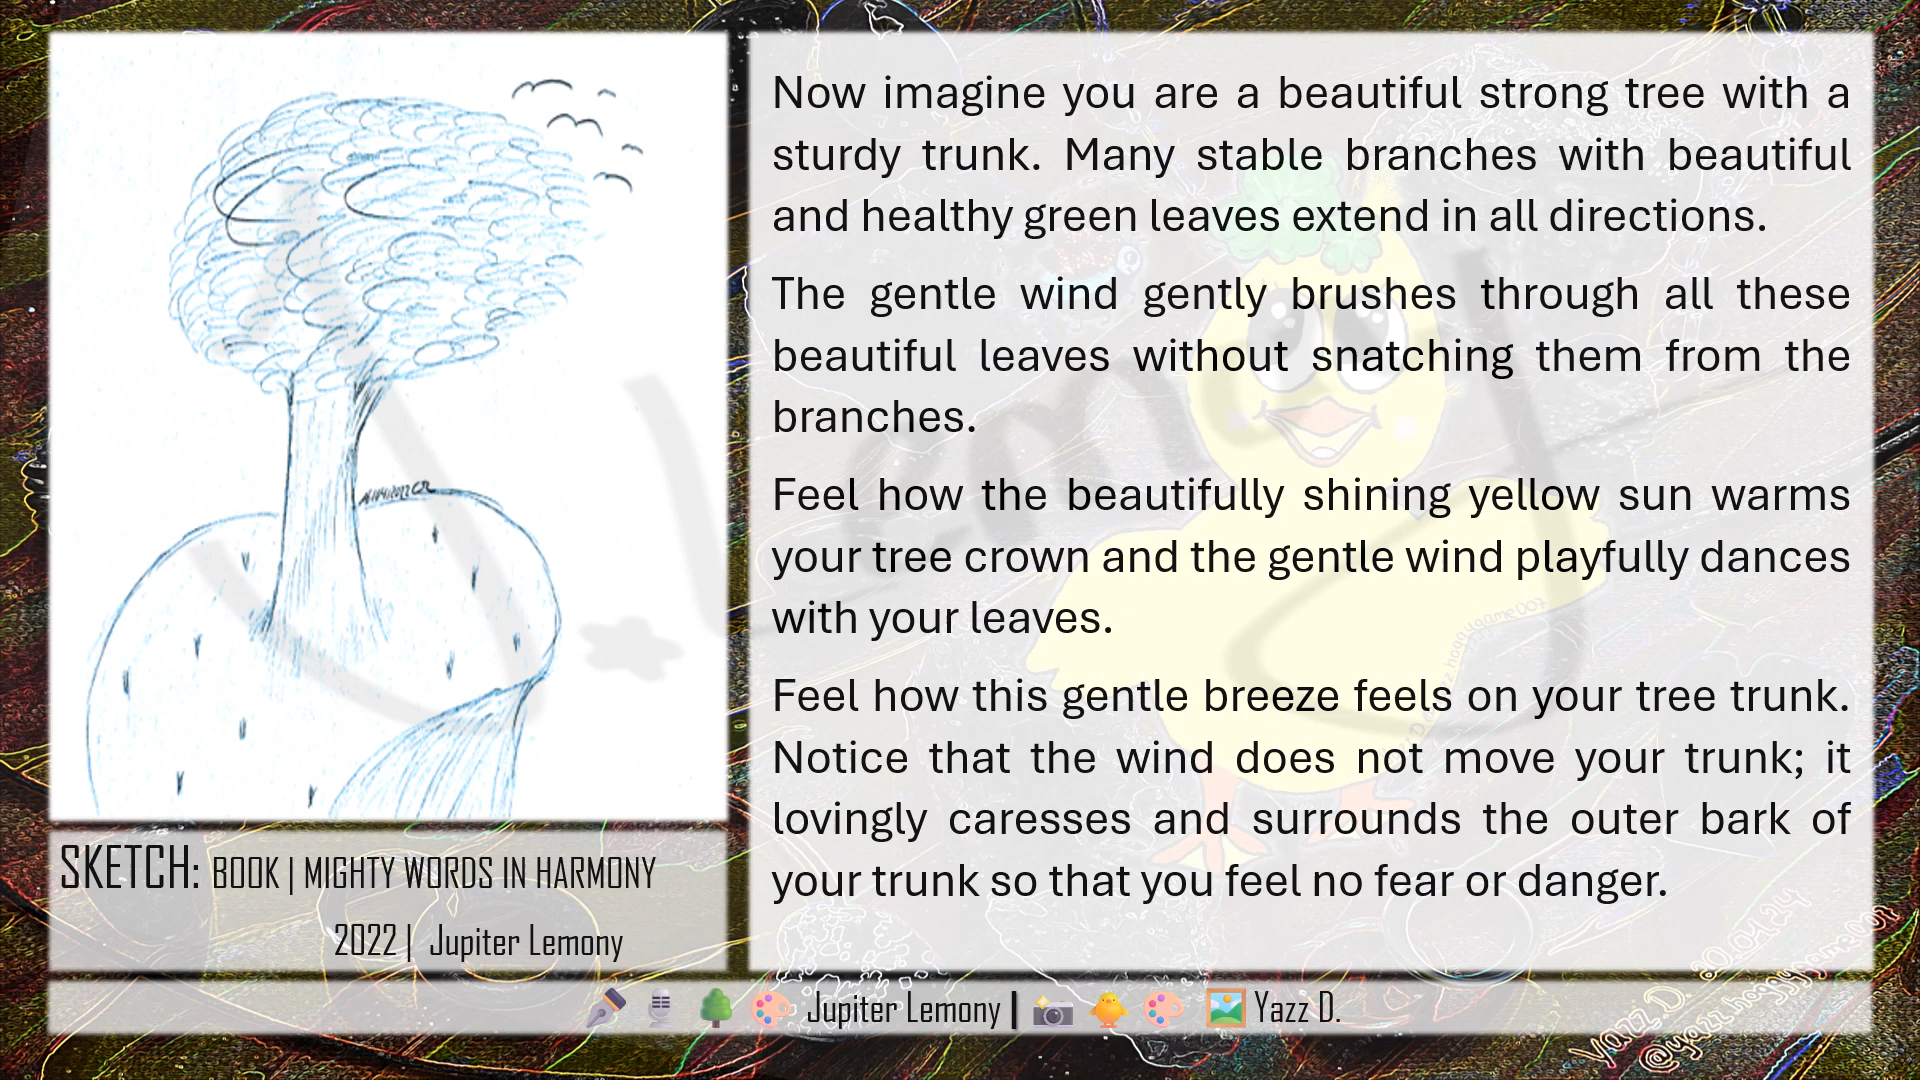 Now imagine you are a beautiful strong tree with a
sturdy trunk. Many stable branches with beautiful
and healthy green leaves extend in all directions.
The gentle wind gently brushes through all these
beautiful leaves without snatching them from the
branches.
Feel how the beautifully shining yellow sun warms
your tree crown and the gentle wind playfully dances
with your leaves.
Feel how this gentle breeze feels on your tree trunk.
Notice that the wind does not move your trunk; it
lovingly caresses and surrounds the outer bark of
your trunk so that you feel no fear or danger.
J.Lemony
SKETCH: BOOK | MIGHTY WORDS IN HARMONY
2022 | Jupiter Lemony
Jupiter Lemony | Yazz D.
Yazz D. 20.04.24